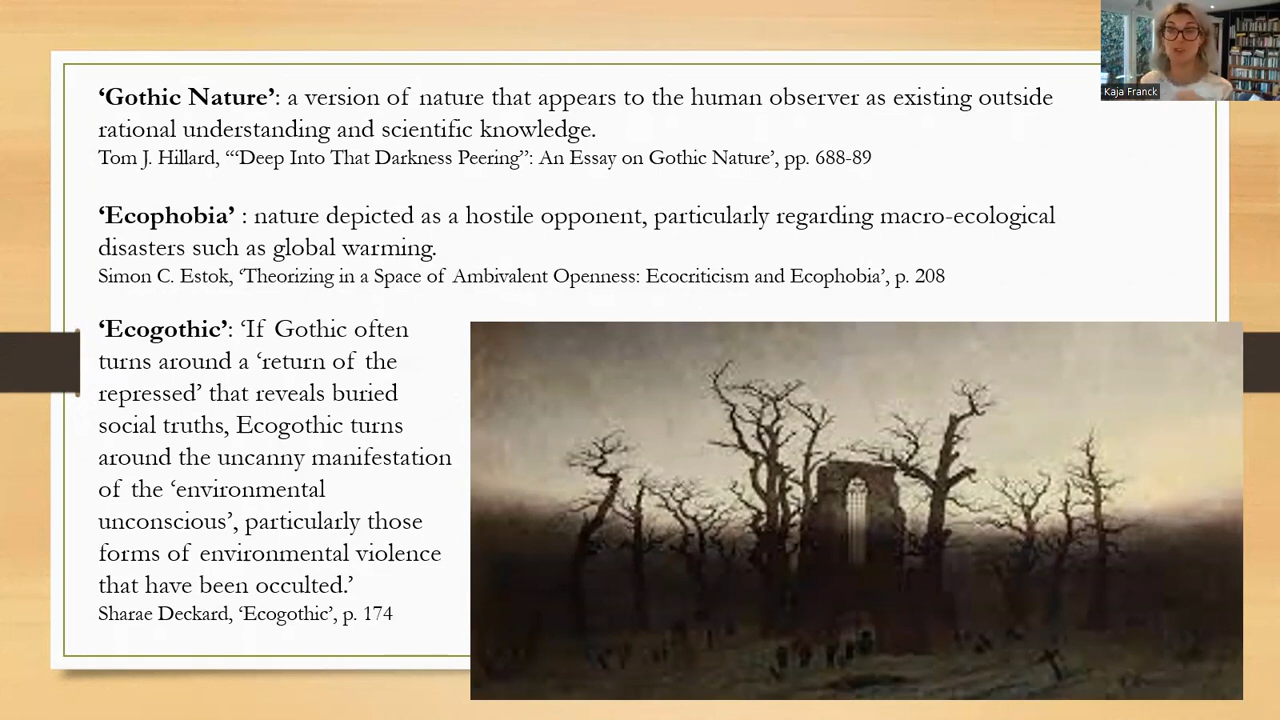 ‘Gothic Nature’: a version of nature that appears to the human observer as existing outside
rational understanding and scientific knowledge.
Tom J. Hillard, “‘Deep Into That Darkness Peering”: An Essay on Gothic Nature’, pp. 688-89
‘Ecophobia’ : nature depicted as a hostile opponent, particularly regarding macro-ecological
disasters such as global warming.
Simon C. Estok, ‘Theorizing in a Space of Ambivalent Openness: Ecocriticism and Ecophobia’, p. 208
‘Ecogothic’: ‘If Gothic often
turns around a ‘return of the
repressed’ that reveals buried
social truths, Ecogothic turns
around the uncanny manifestation
of the ‘environmental
unconscious’, particularly those
forms of environmental violence
that have been occulted.’
Sharae Deckard, ‘Ecogothic’, p. 174
Kaja Franck